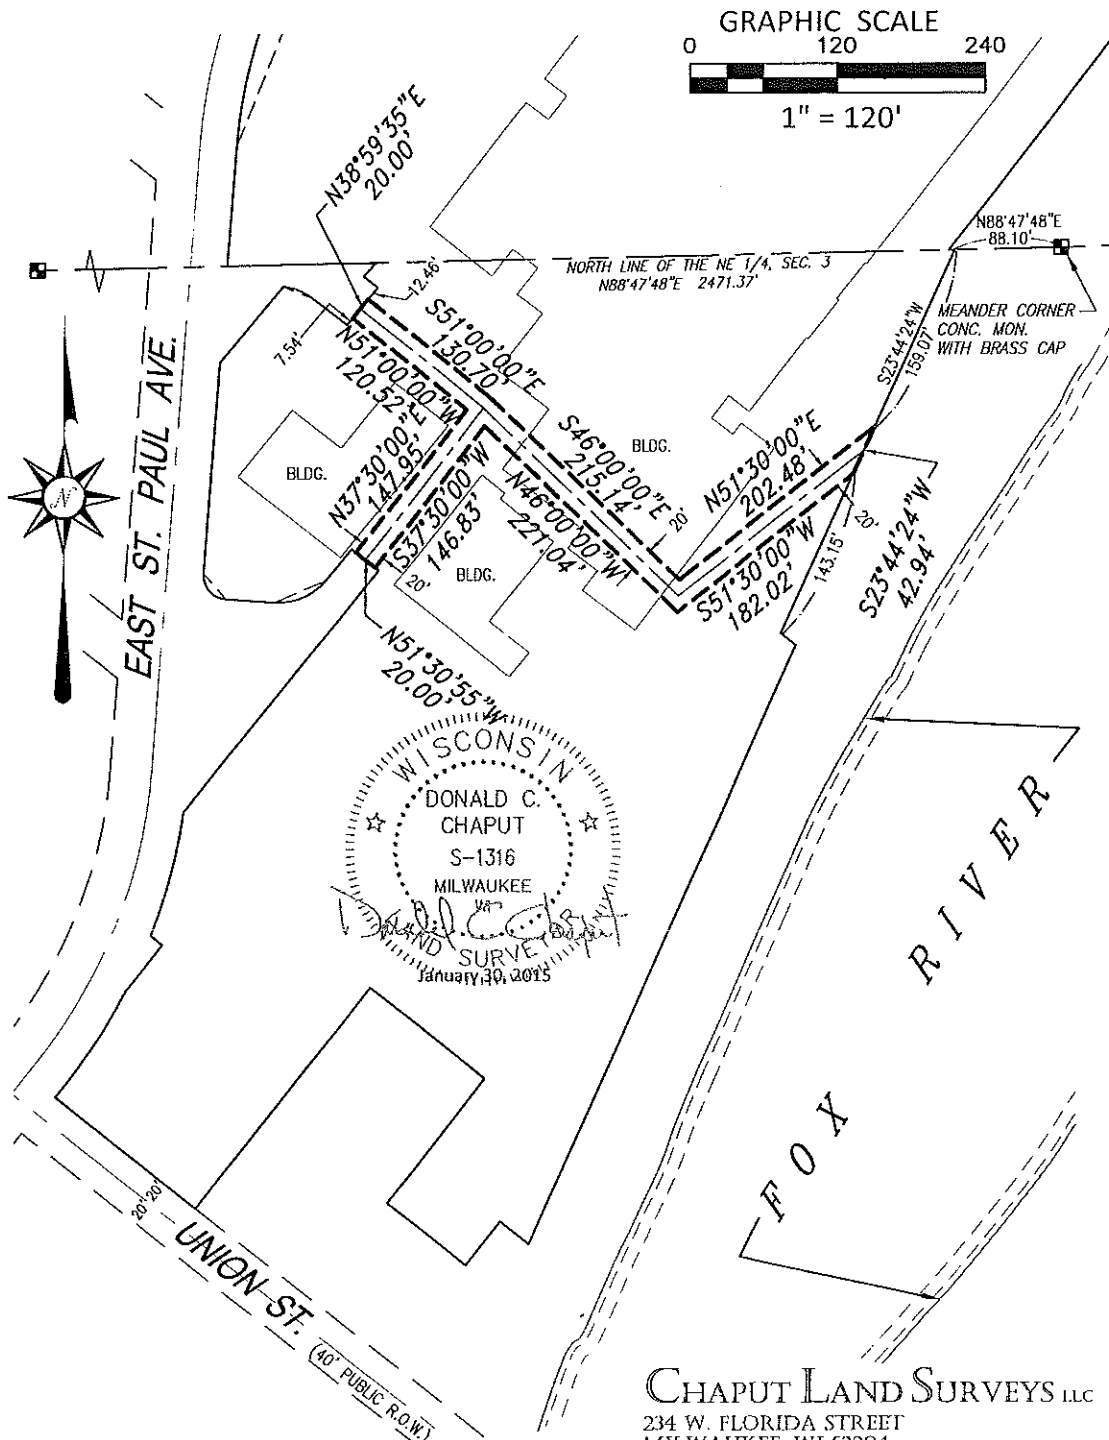 GRAPHIC SCALE
0 120 240
1" = 120'
N38°59'35"E
20.00'
N88°47'48"E
88.10'
12.46'
NORTH LINE OF THE NE 1/4, SEC. 3
N88°47'48"E 2471.37'
MEANDER CORNER
CONC. MON.
WITH BRASS CAP
S23°44'24"W
159.07'
7.54'
S51°00'00"E
130.70'
N51°00'00"W
120.52'
EAST ST. PAUL AVE.
N
BLDG.
N37°30'00"E
147.95'
S37°30'00"W
146.83'
20'
BLDG.
S46°00'00"E
215.14'
N46°00'00"W
227.04'
BLDG.
20'
N51°30'00"E
202.48'
S51°30'00"W
182.02'
20'
143.15'
S23°44'24"W
42.94'
N51°30'55"W
20.00'
WISCONSIN
DONALD C.
CHAPUT
S-1316
MILWAUKEE
WI
LAND SURVEYOR
January 30, 2015
FOX RIVER
20' 20'
UNION ST.
(40' PUBLIC R.O.W.)
CHAPUT LAND SURVEYS LLC
234 W. FLORIDA STREET